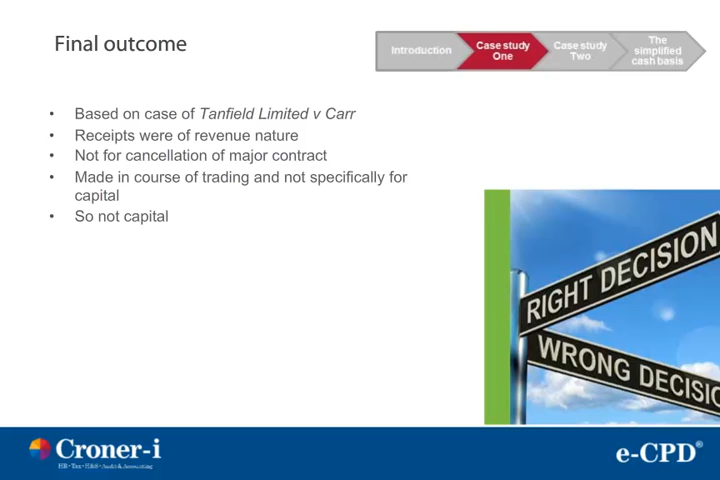 Final outcome
Introduction
Case study
One
Case study
Two
The
simplified
cash basis
• Based on case of Tanfield Limited v Carr
• Receipts were of revenue nature
• Not for cancellation of major contract
• Made in course of trading and not specifically for
capital
• So not capital
RIGHT DECISION
WRONG DECISIO
Croner-i
HR • Tax • H&S • Audit & Accounting
e-CPD®